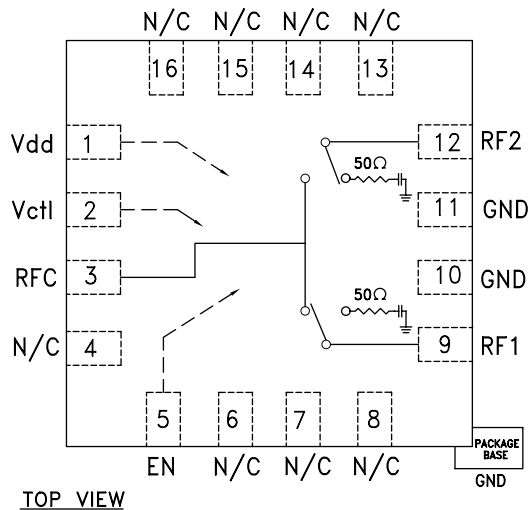 N/C N/C N/C N/C
16 15 14 13
Vdd 1 12 RF2
50Ω
Vctl 2 11 GND
RFC 3 10 GND
50Ω
N/C 4 9 RF1
5 6 7 8
EN N/C N/C N/C
PACKAGE
BASE
GND
TOP VIEW